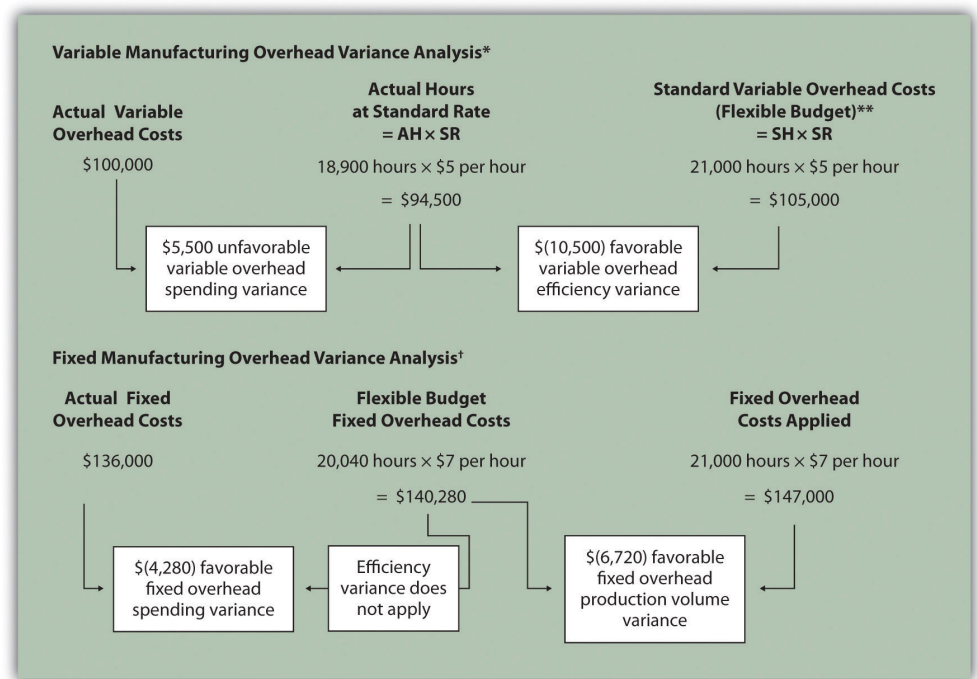 Variable Manufacturing Overhead Variance Analysis*
Actual Variable
Overhead Costs
$100,000
Actual Hours
at Standard Rate
= AH × SR
18,900 hours × $5 per hour
= $94,500
Standard Variable Overhead Costs
(Flexible Budget)**
= SH × SR
21,000 hours × $5 per hour
= $105,000
$5,500 unfavorable
variable overhead
spending variance
$(10,500) favorable
variable overhead
efficiency variance
Fixed Manufacturing Overhead Variance Analysis†
Actual Fixed
Overhead Costs
$136,000
Flexible Budget
Fixed Overhead Costs
20,040 hours × $7 per hour
= $140,280
Fixed Overhead
Costs Applied
21,000 hours × $7 per hour
= $147,000
$(4,280) favorable
fixed overhead
spending variance
Efficiency
variance does
not apply
$(6,720) favorable
fixed overhead
production volume
variance